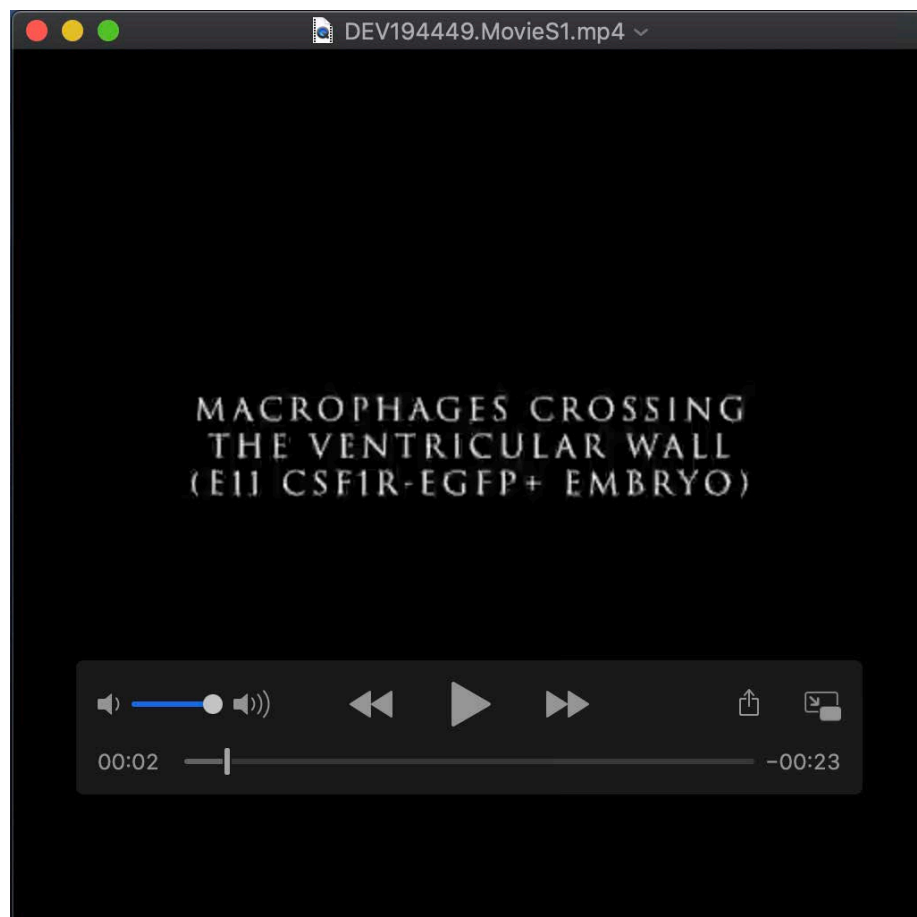 DEV194449.MovieS1.mp4
MACROPHAGES CROSSING
THE VENTRICULAR WALL
(E11 CSF1R-EGFP+ EMBRYO)
00:02
-00:23